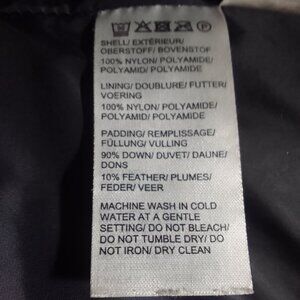 SHELL/ EXTÉRIEUR/
OBERSTOFF/ BOVENSTOF
100% NYLON/ POLYAMIDE/
POLYAMID/ POLYAMIDE
LINING/ DOUBLURE/ FUTTER/
VOERING
100% NYLON/ POLYAMIDE/
POLYAMID/ POLYAMIDE
PADDING/ REMPLISSAGE/
FÜLLUNG/ VULLING
90% DOWN/ DUVET/ DAUNE/
DONS
10% FEATHER/ PLUMES/
FEDER/ VEER
MACHINE WASH IN COLD
WATER AT A GENTLE
SETTING/ DO NOT BLEACH/
DO NOT TUMBLE DRY/ DO
NOT IRON/ DRY CLEAN